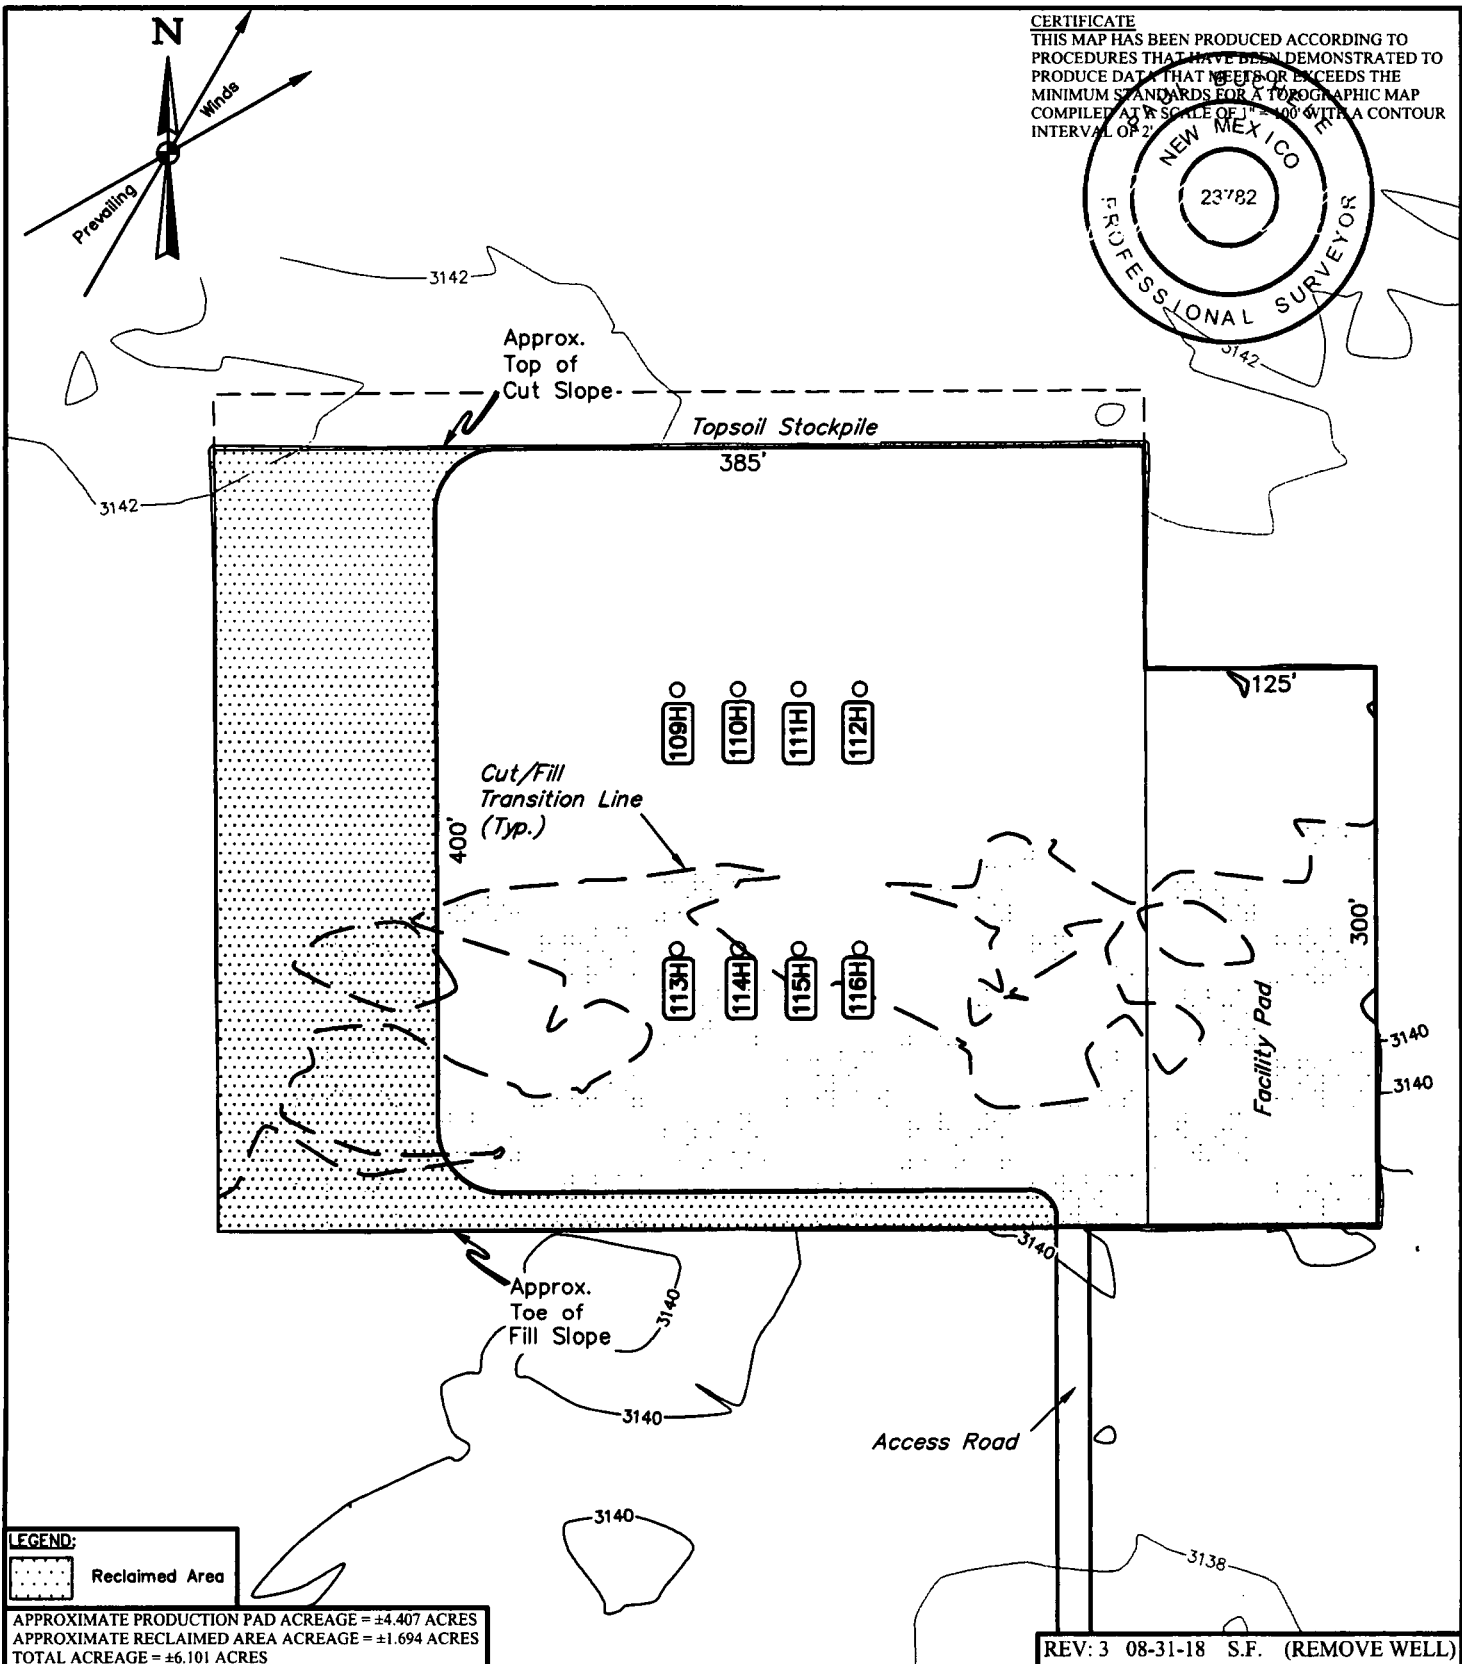 CERTIFICATE
THIS MAP HAS BEEN PRODUCED ACCORDING TO
PROCEDURES THAT HAVE BEEN DEMONSTRATED TO
PRODUCE DATA THAT MEETS OR EXCEEDS THE
MINIMUM STANDARDS FOR A TOPOGRAPHIC MAP
COMPILED AT A SCALE OF 1" = 100' WITH A CONTOUR
INTERVAL OF 2'
PAUL BUCHELE
NEW MEXICO
23782
PROFESSIONAL SURVEYOR
N
Winds
Prevailing
3142
3142
Approx.
Top of
Cut Slope
Topsoil Stockpile
385'
3142
125'
109H
110H
111H
112H
Cut/Fill
Transition Line
(Typ.)
400'
300'
113H
114H
115H
116H
Facility Pad
3140
3140
3140
Approx.
Toe of
Fill Slope
3140
3140
Access Road
3140
3138
LEGEND:
Reclaimed Area
APPROXIMATE PRODUCTION PAD ACREAGE = ±4.407 ACRES
APPROXIMATE RECLAIMED AREA ACREAGE = ±1.694 ACRES
TOTAL ACREAGE = ±6.101 ACRES
REV: 3 08-31-18 S.F. (REMOVE WELL)